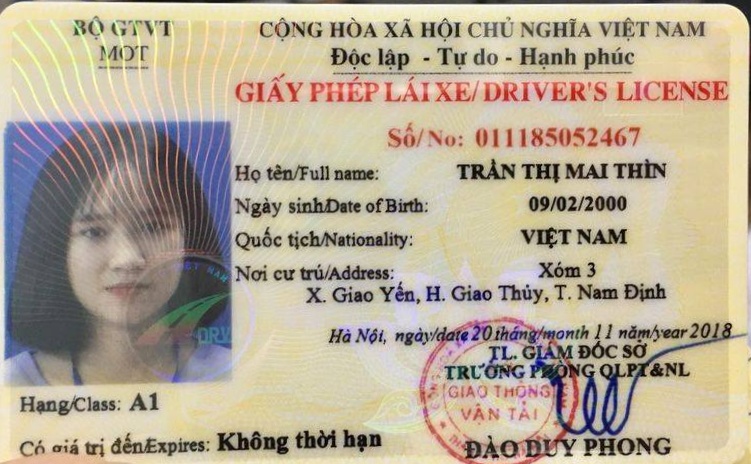 BỘ GTVT
MOT
CỘNG HÒA XÃ HỘI CHỦ NGHĨA VIỆT NAM
Độc lập - Tự do - Hạnh phúc
GIẤY PHÉP LÁI XE/ DRIVER'S LICENSE
Số/ No: 011185052467
Họ tên/Full name: TRẦN THỊ MAI THÌN
Ngày sinh/Date of Birth: 09/02/2000
Quốc tịch/Nationality: VIỆT NAM
Nơi cư trú/Address: Xóm 3
X. Giao Yến, H. Giao Thủy, T. Nam Định
Hà Nội, ngày/date 20 tháng/month 11 năm/year 2018
TL. GIÁM ĐỐC SỞ
TRƯỞNG PHÒNG QLPT&NL
GIAO THÔNG
VẬN TẢI
ĐÀO DUY PHONG
Hạng/Class: A1
Có giá trị đến/Expires: Không thời hạn
VIỆT NAM
DRV